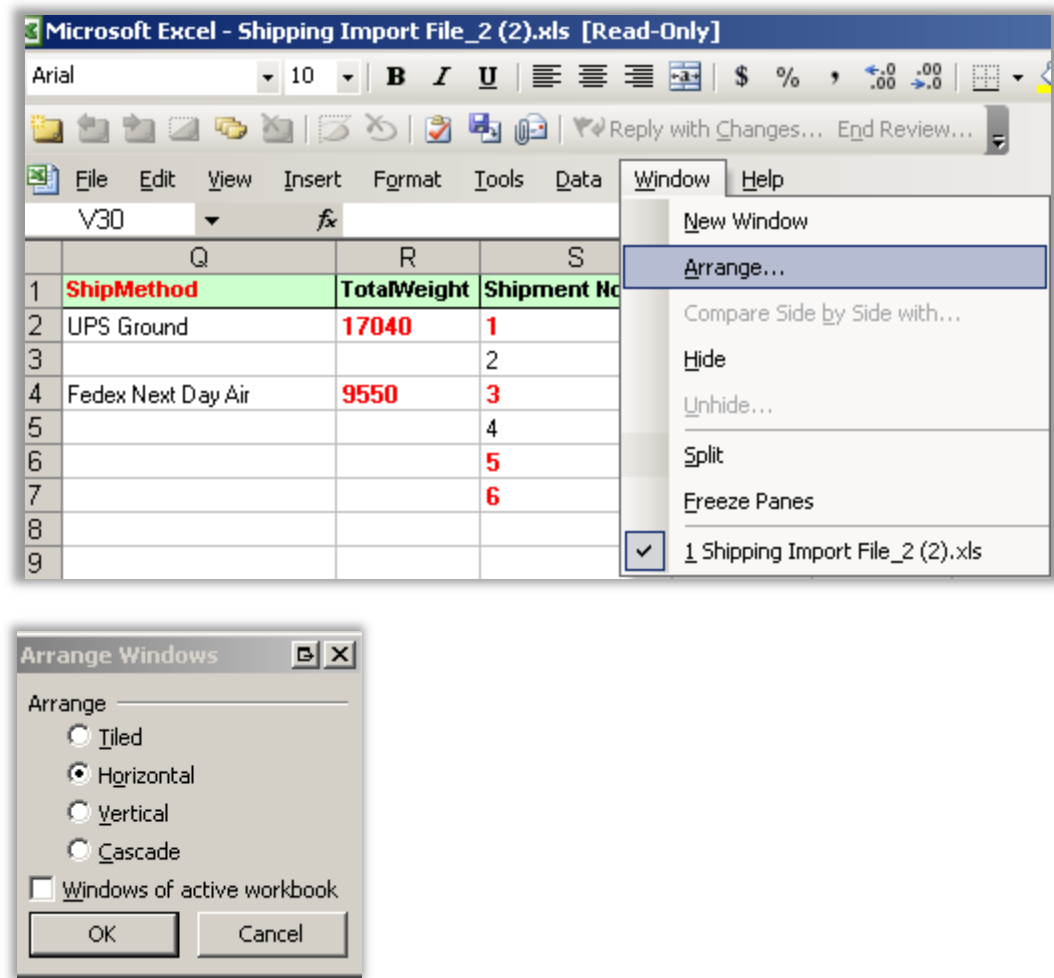 Microsoft Excel - Shipping Import File_2 (2).xls [Read-Only]
Arial 10 B I U $ % , .0 .00 .00 .0
Reply with Changes... End Review...
File Edit View Insert Format Tools Data Window Help
V30 fx
New Window
Arrange...
Compare Side by Side with...
Hide
Unhide...
Split
Freeze Panes
1 Shipping Import File_2 (2).xls
Q R S
1 ShipMethod TotalWeight Shipment No
2 UPS Ground 17040 1
3 2
4 Fedex Next Day Air 9550 3
5 4
6 5
7 6
8
9
Arrange Windows
Arrange
Tiled
Horizontal
Vertical
Cascade
Windows of active workbook
OK Cancel